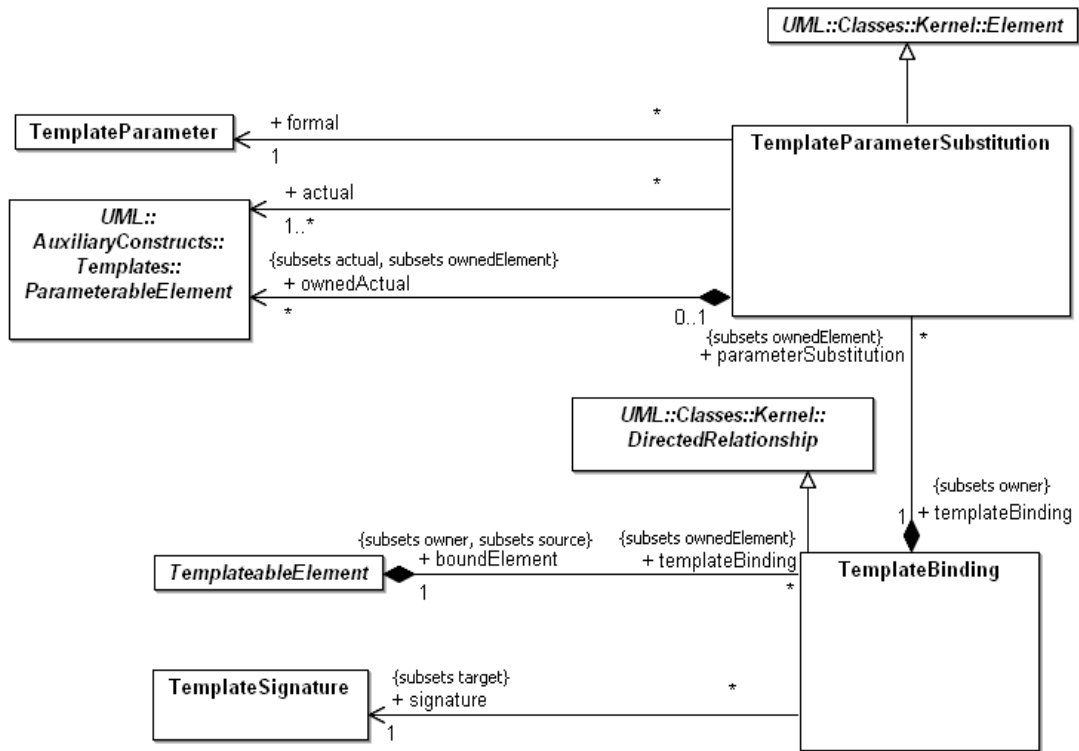 UML::Classes::Kernel::Element
+ formal
*
TemplateParameter
1
TemplateParameterSubstitution
+ actual
*
1..*
UML::
AuxiliaryConstructs::
Templates::
ParameterableElement
{subsets actual, subsets ownedElement}
+ ownedActual
*
0..1
{subsets ownedElement}
+ parameterSubstitution
*
UML::Classes::Kernel::
DirectedRelationship
{subsets owner}
1
+ templateBinding
{subsets owner, subsets source}
+ boundElement
{subsets ownedElement}
+ templateBinding
TemplateableElement
1
*
TemplateBinding
{subsets target}
+ signature
*
TemplateSignature
1